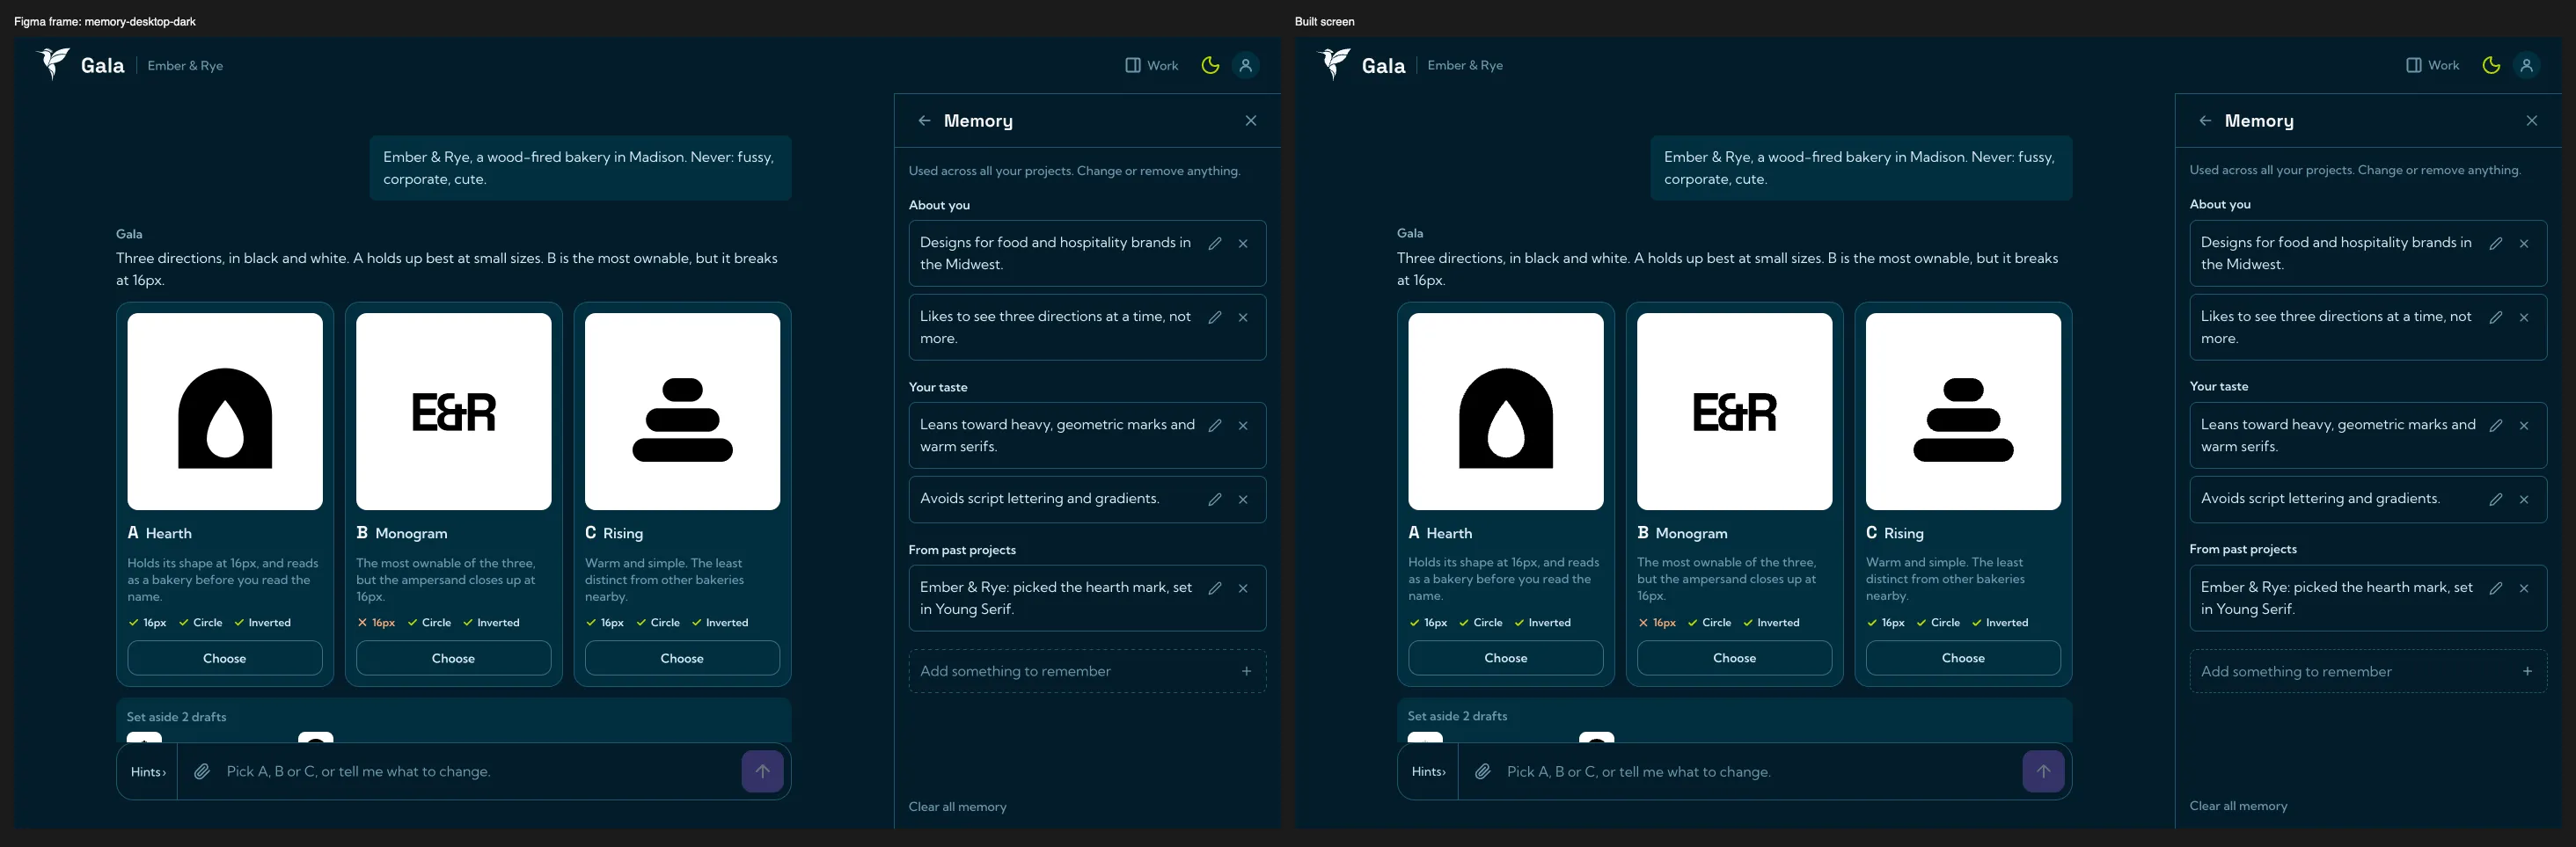 Figma frame: memory-desktop-dark
Gala
Ember & Rye
Work
Ember & Rye, a wood-fired bakery in Madison. Never: fussy,
corporate, cute.
Gala
Three directions, in black and white. A holds up best at small sizes. B is the most ownable, but it breaks
at 16px.
E&R
A Hearth
Holds its shape at 16px, and reads
as a bakery before you read the
name.
16px Circle Inverted
Choose
B Monogram
The most ownable of the three,
but the ampersand closes up at
16px.
16px Circle Inverted
Choose
C Rising
Warm and simple. The least
distinct from other bakeries
nearby.
16px Circle Inverted
Choose
Set aside 2 drafts
Hints›
Pick A, B or C, or tell me what to change.
Memory
Used across all your projects. Change or remove anything.
About you
Designs for food and hospitality brands in
the Midwest.
Likes to see three directions at a time, not
more.
Your taste
Leans toward heavy, geometric marks and
warm serifs.
Avoids script lettering and gradients.
From past projects
Ember & Rye: picked the hearth mark, set
in Young Serif.
Add something to remember
Clear all memory
Built screen
Gala
Ember & Rye
Work
Ember & Rye, a wood-fired bakery in Madison. Never: fussy,
corporate, cute.
Gala
Three directions, in black and white. A holds up best at small sizes. B is the most ownable, but it breaks
at 16px.
E&R
A Hearth
Holds its shape at 16px, and reads
as a bakery before you read the
name.
16px Circle Inverted
Choose
B Monogram
The most ownable of the three,
but the ampersand closes up at
16px.
16px Circle Inverted
Choose
C Rising
Warm and simple. The least
distinct from other bakeries
nearby.
16px Circle Inverted
Choose
Set aside 2 drafts
Hints›
Pick A, B or C, or tell me what to change.
Memory
Used across all your projects. Change or remove anything.
About you
Designs for food and hospitality brands in
the Midwest.
Likes to see three directions at a time, not
more.
Your taste
Leans toward heavy, geometric marks and
warm serifs.
Avoids script lettering and gradients.
From past projects
Ember & Rye: picked the hearth mark, set
in Young Serif.
Add something to remember
Clear all memory